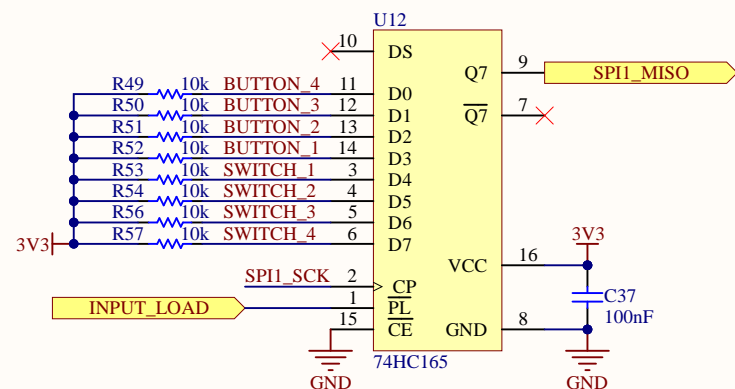 U12
10 DS
R49 10k BUTTON_4 11 D0
R50 10k BUTTON_3 12 D1
R51 10k BUTTON_2 13 D2
R52 10k BUTTON_1 14 D3
R53 10k SWITCH_1 3 D4
R54 10k SWITCH_2 4 D5
R56 10k SWITCH_3 5 D6
R57 10k SWITCH_4 6 D7
3V3
SPI1_SCK 2 CP
INPUT_LOAD 1 PL
15 CE
GND
74HC165
Q7 9 SPI1_MISO
Q7 7
3V3
VCC 16
C37
100nF
GND 8
GND